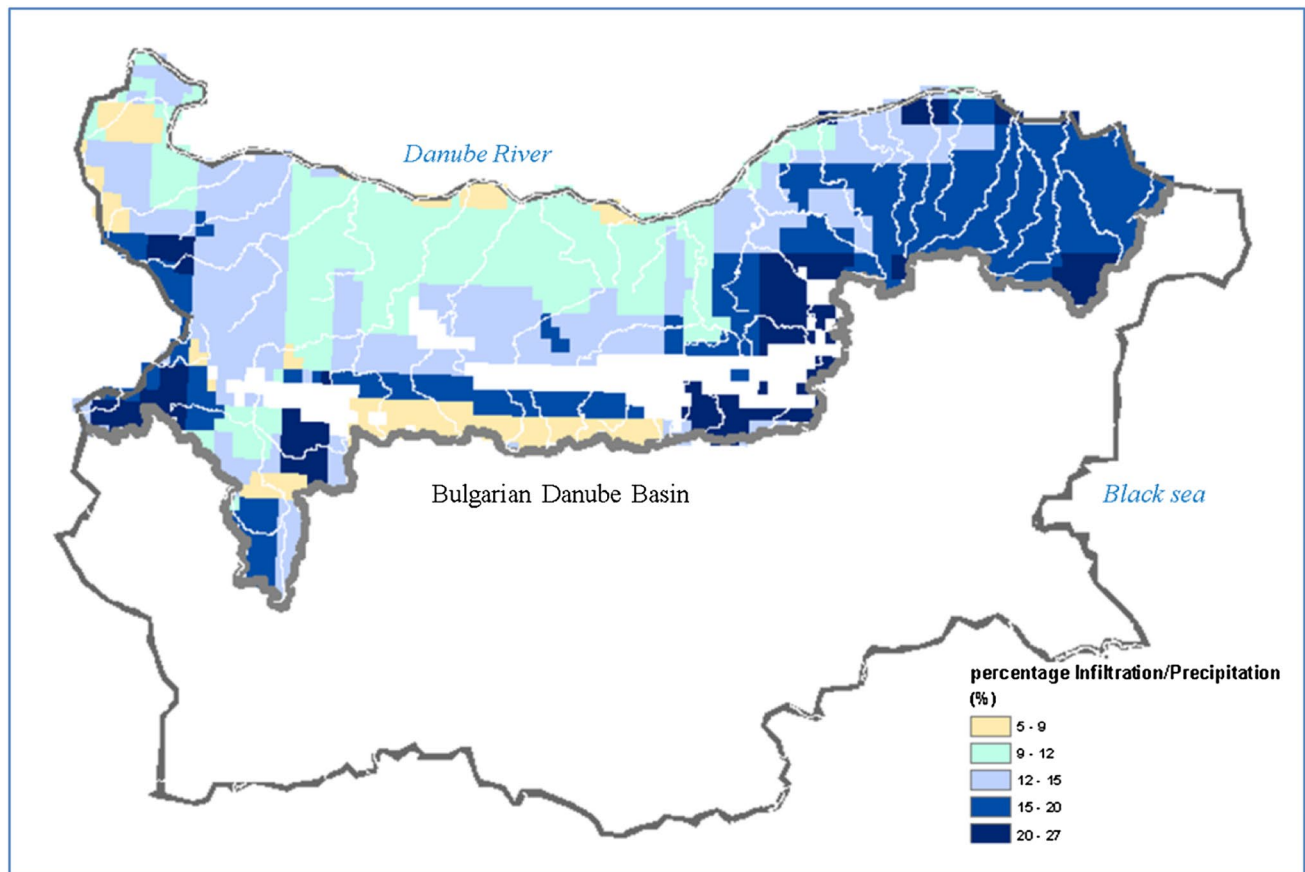 Danube River
Bulgarian Danube Basin
Black sea
percentage Infiltration/Precipitation
(%)
5 - 9
9 - 12
12 - 15
15 - 20
20 - 27